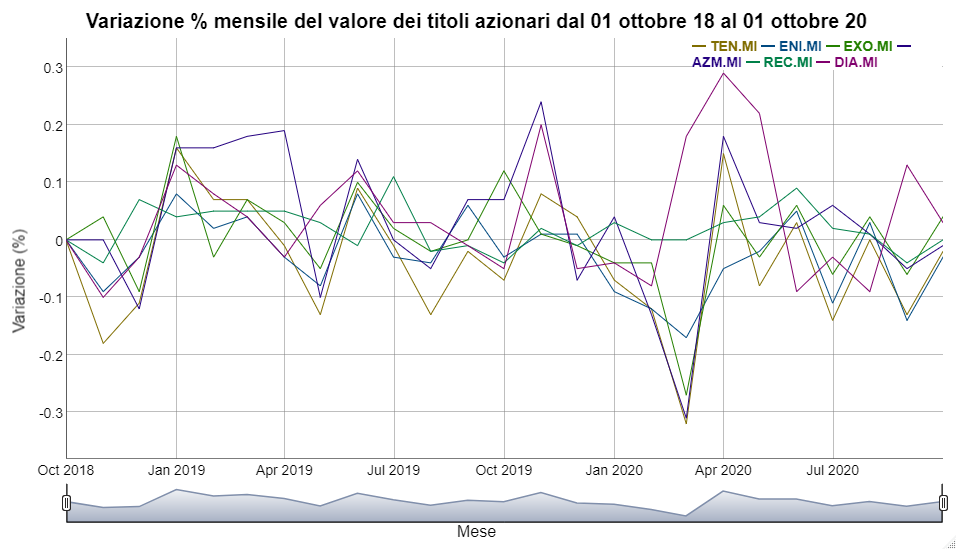 Variazione % mensile del valore dei titoli azionari dal 01 ottobre 18 al 01 ottobre 20
— TEN.MI — ENI.MI — EXO.MI —
AZM.MI — REC.MI — DIA.MI
0.3
0.2
0.1
0
-0.1
-0.2
-0.3
Variazione (%)
Oct 2018 Jan 2019 Apr 2019 Jul 2019 Oct 2019 Jan 2020 Apr 2020 Jul 2020
Mese